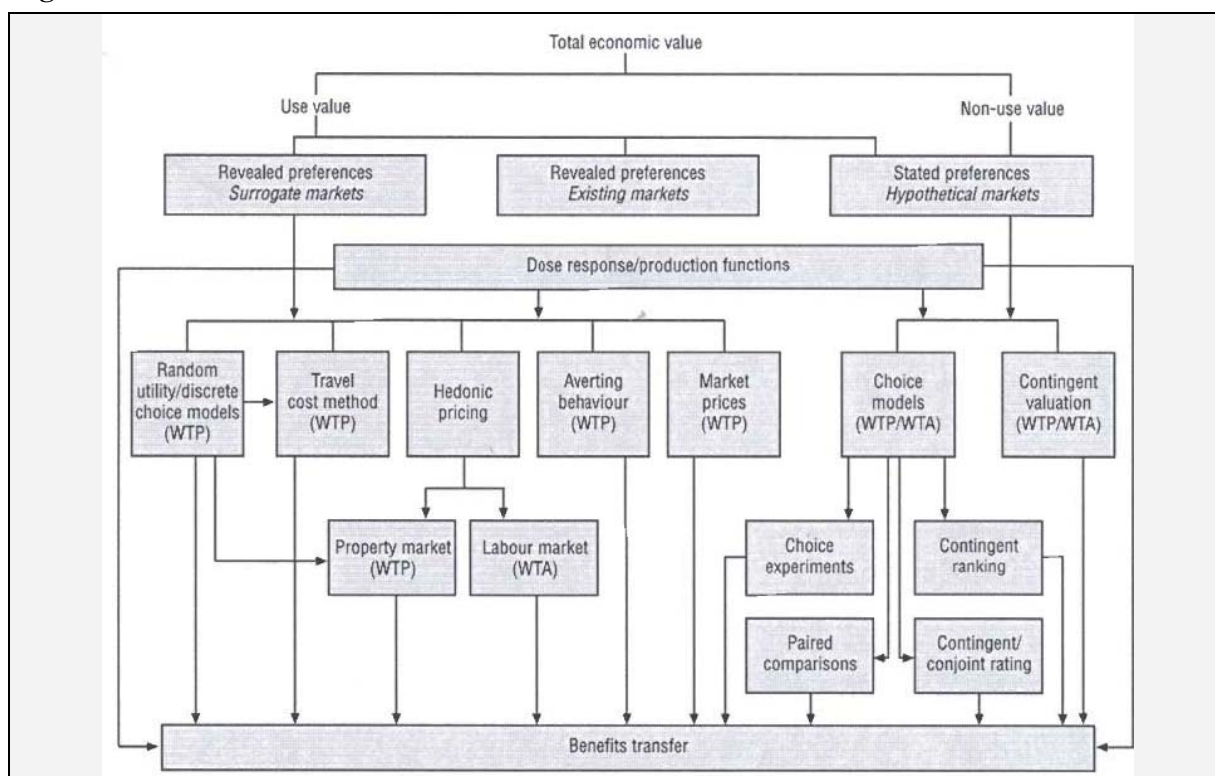 Total economic value
Use value
Non-use value
Revealed preferences
Surrogate markets
Revealed preferences
Existing markets
Stated preferences
Hypothetical markets
Dose response/production functions
Random
utility/discrete
choice models
(WTP)
Travel
cost method
(WTP)
Hedonic
pricing
Averting
behaviour
(WTP)
Market
prices
(WTP)
Choice
models
(WTP/WTA)
Contingent
valuation
(WTP/WTA)
Property market
(WTP)
Labour market
(WTA)
Choice
experiments
Contingent
ranking
Paired
comparisons
Contingent/
conjoint rating
Benefits transfer